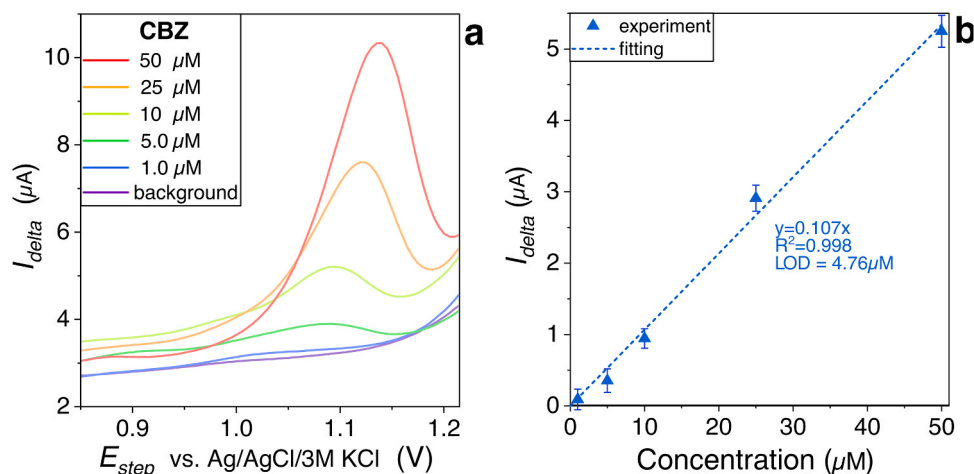 a
CBZ
50 µM
25 µM
10 µM
5.0 µM
1.0 µM
background
10
8
6
4
2
I delta (µA)
0.9 1.0 1.1 1.2
E step vs. Ag/AgCl/3M KCl (V)
b
experiment
fitting
5
4
3
2
1
0
I delta (µA)
y=0.107x
R²=0.998
LOD = 4.76µM
0 10 20 30 40 50
Concentration (µM)